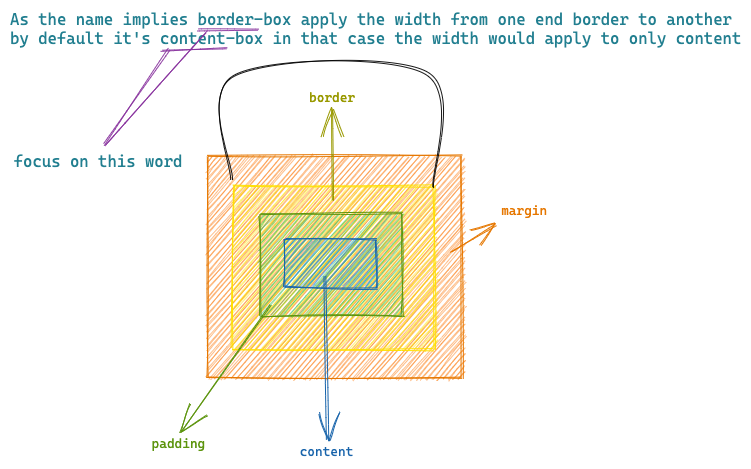 As the name implies border-box apply the width from one end border to another
by default it's content-box in that case the width would apply to only content
border
focus on this word
margin
padding
content